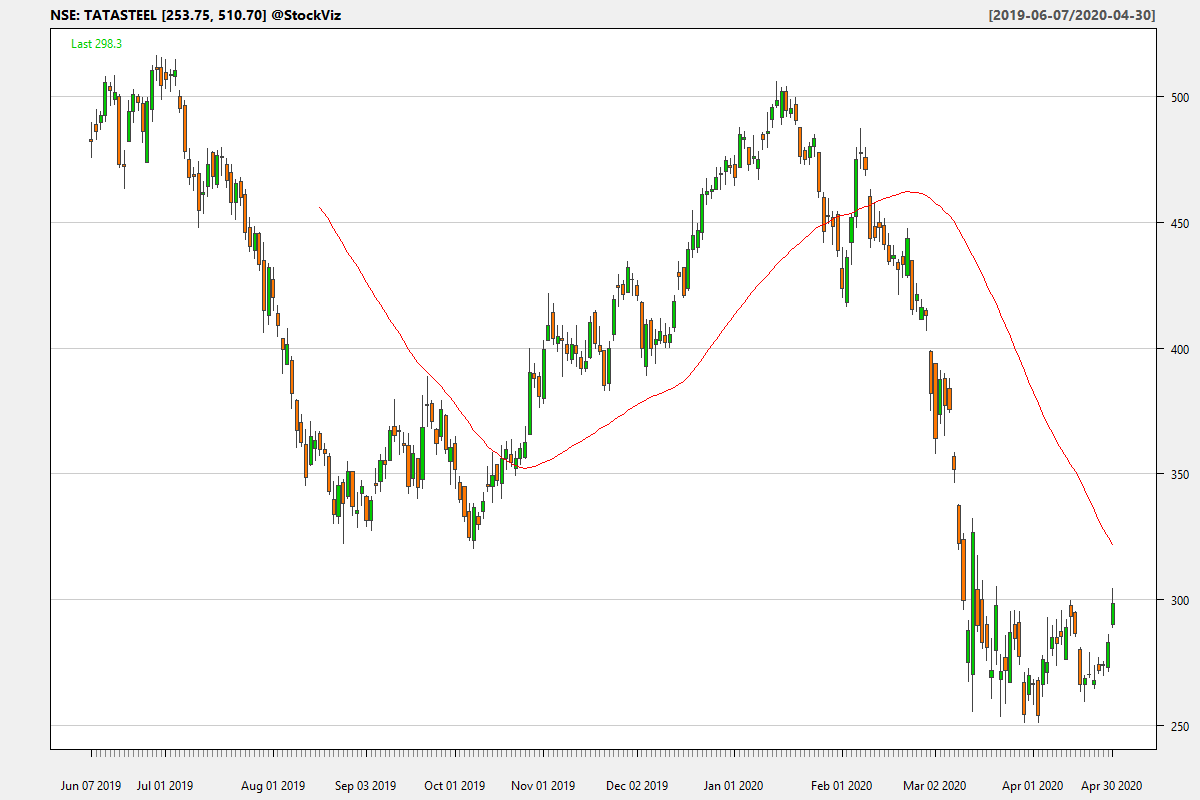 NSE: TATASTEEL [253.75, 510.70] @StockViz [2019-06-07/2020-04-30]
Last 298.3
500
450
400
350
300
250
Jun 07 2019 Jul 01 2019 Aug 01 2019 Sep 03 2019 Oct 01 2019 Nov 01 2019 Dec 02 2019 Jan 01 2020 Feb 01 2020 Mar 02 2020 Apr 01 2020 Apr 30 2020